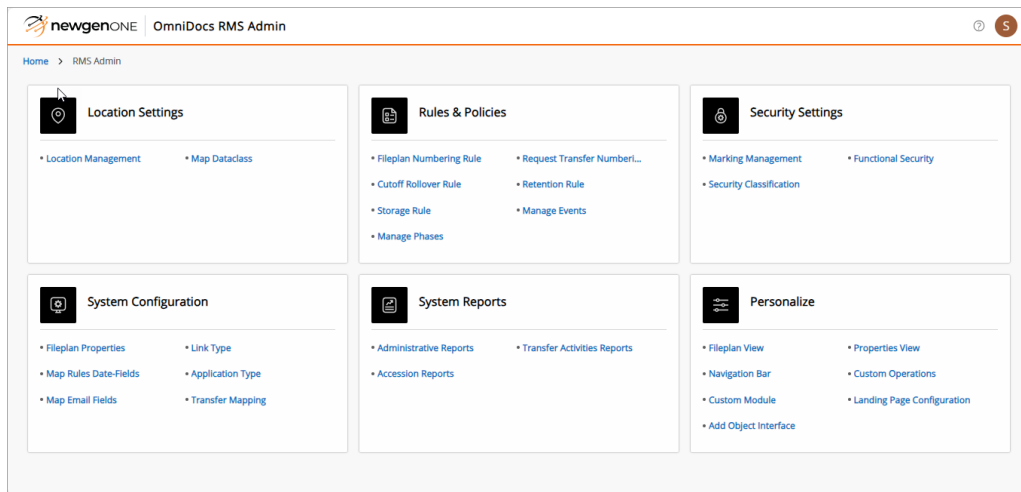 newgenONE OmniDocs RMS Admin
S
Home > RMS Admin
Location Settings
• Location Management • Map Dataclass
Rules & Policies
• Fileplan Numbering Rule • Request Transfer Numberi...
• Cutoff Rollover Rule • Retention Rule
• Storage Rule • Manage Events
• Manage Phases
Security Settings
• Marking Management • Functional Security
• Security Classification
System Configuration
• Fileplan Properties • Link Type
• Map Rules Date-Fields • Application Type
• Map Email Fields • Transfer Mapping
System Reports
• Administrative Reports • Transfer Activities Reports
• Accession Reports
Personalize
• Fileplan View • Properties View
• Navigation Bar • Custom Operations
• Custom Module • Landing Page Configuration
• Add Object Interface